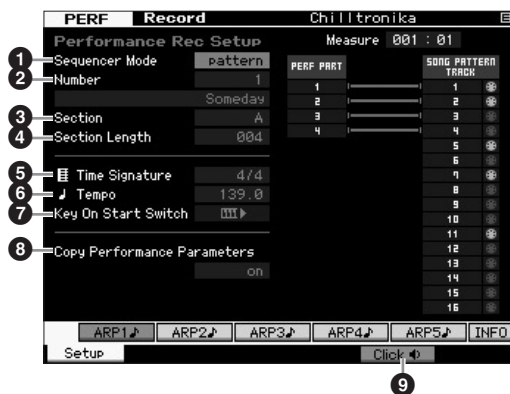 PERF Record Chilltronika E
Performance Rec Setup Measure 001 : 01
1 Sequencer Mode pattern
2 Number 1
Someday
3 Section A
4 Section Length 004
5 Time Signature 4/4
6 ♩ Tempo 139.0
7 Key On Start Switch
8 Copy Performance Parameters
on
PERF PART
1
2
3
4
SONG PATTERN
TRACK
1
2
3
4
5
6
7
8
9
10
11
12
13
14
15
16
ARP1♪ ARP2♪ ARP3♪ ARP4♪ ARP5♪ INFO
Setup Click
9